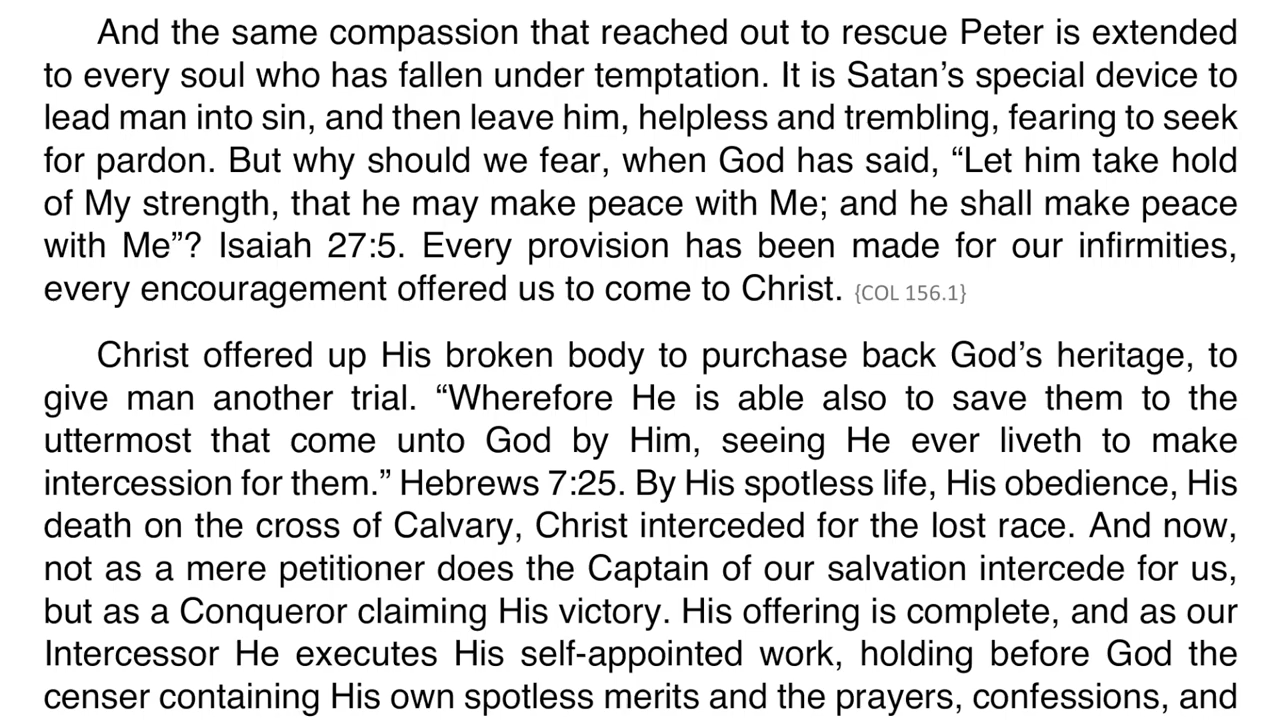 And the same compassion that reached out to rescue Peter is extended
to every soul who has fallen under temptation. It is Satan’s special device to
lead man into sin, and then leave him, helpless and trembling, fearing to seek
for pardon. But why should we fear, when God has said, “Let him take hold
of My strength, that he may make peace with Me; and he shall make peace
with Me”? Isaiah 27:5. Every provision has been made for our infirmities,
every encouragement offered us to come to Christ. {COL 156.1}
Christ offered up His broken body to purchase back God’s heritage, to
give man another trial. “Wherefore He is able also to save them to the
uttermost that come unto God by Him, seeing He ever liveth to make
intercession for them.” Hebrews 7:25. By His spotless life, His obedience, His
death on the cross of Calvary, Christ interceded for the lost race. And now,
not as a mere petitioner does the Captain of our salvation intercede for us,
but as a Conqueror claiming His victory. His offering is complete, and as our
Intercessor He executes His self-appointed work, holding before God the
censer containing His own spotless merits and the prayers, confessions, and